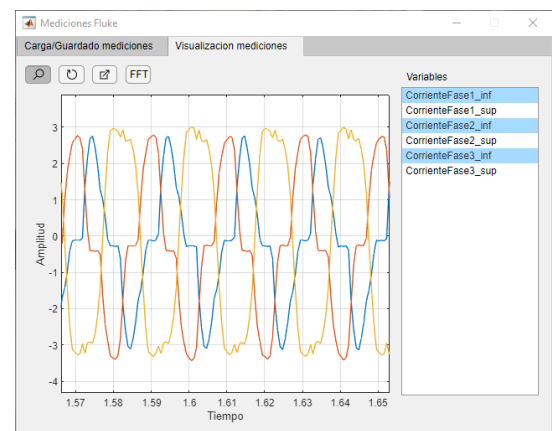 Mediciones Fluke
Carga/Guardado mediciones
Visualizacion mediciones
FFT
Variables
CorrienteFase1_inf
CorrienteFase1_sup
CorrienteFase2_inf
CorrienteFase2_sup
CorrienteFase3_inf
CorrienteFase3_sup
Amplitud
3
2
1
0
-1
-2
-3
-4
1.57
1.58
1.59
1.6
1.61
1.62
1.63
1.64
1.65
Tiempo